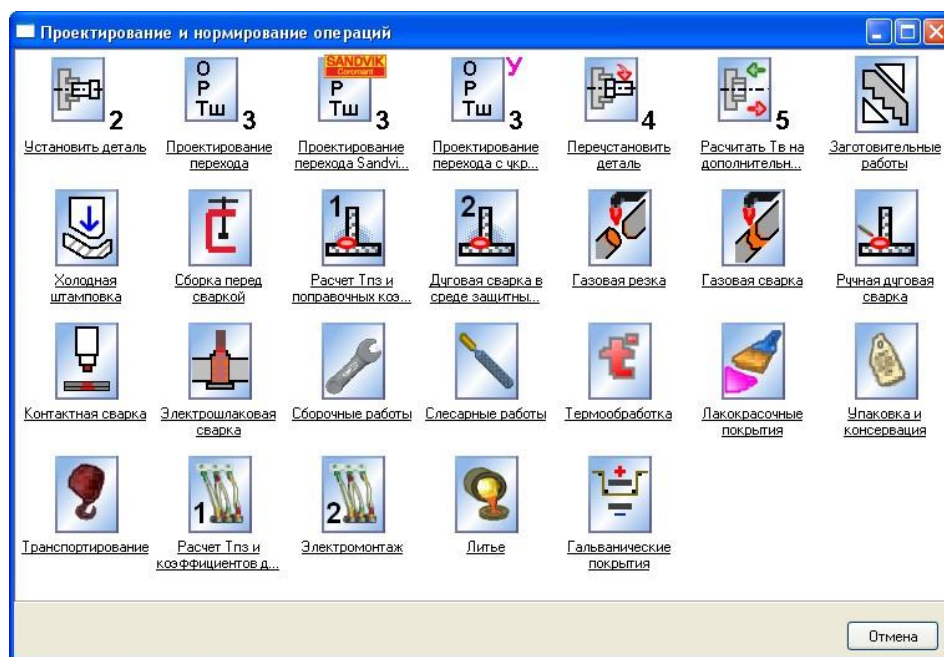 Проектирование и нормирование операций
2
О
Р
Тш 3
SANDVIK
Coromant
Р
Тш 3
О У
Р
Тш 3
4
5
Установить деталь
Проектирование
перехода
Проектирование
перехода Sandvi...
Проектирование
перехода с укр...
Переустановить
деталь
Расчитать Тв на
дополнительн...
Заготовительные
работы
1
2
Холодная
штамповка
Сборка перед
сваркой
Расчет Тпз и
поправочных коэ...
Дуговая сварка в
среде защитны...
Газовая резка
Газовая сварка
Ручная дуговая
сварка
t°
Контактная сварка
Электрошлаковая
сварка
Сборочные работы
Слесарные работы
Термообработка
Лакокрасочные
покрытия
Упаковка и
консервация
1
2
Транспортирование
Расчет Тпз и
коэффициентов д...
Электромонтаж
Литье
Гальванические
покрытия
Отмена